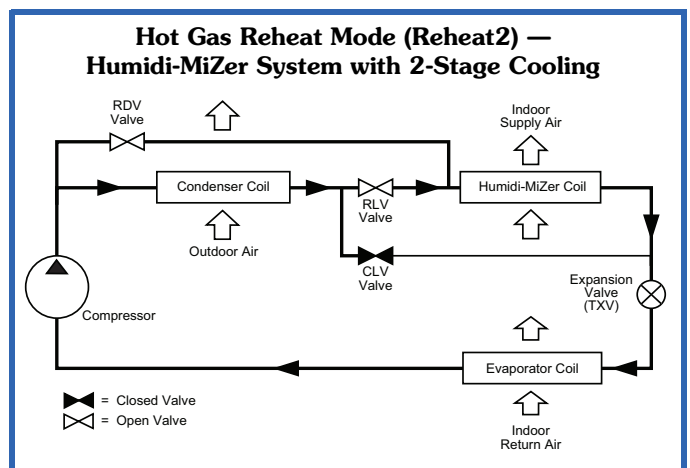 Hot Gas Reheat Mode (Reheat2) —
Humidi-MiZer System with 2-Stage Cooling
RDV
Valve
Indoor
Supply Air
Condenser Coil
RLV
Valve
Humidi-MiZer Coil
Outdoor Air
CLV
Valve
Expansion
Valve
(TXV)
Compressor
Evaporator Coil
= Closed Valve
= Open Valve
Indoor
Return Air